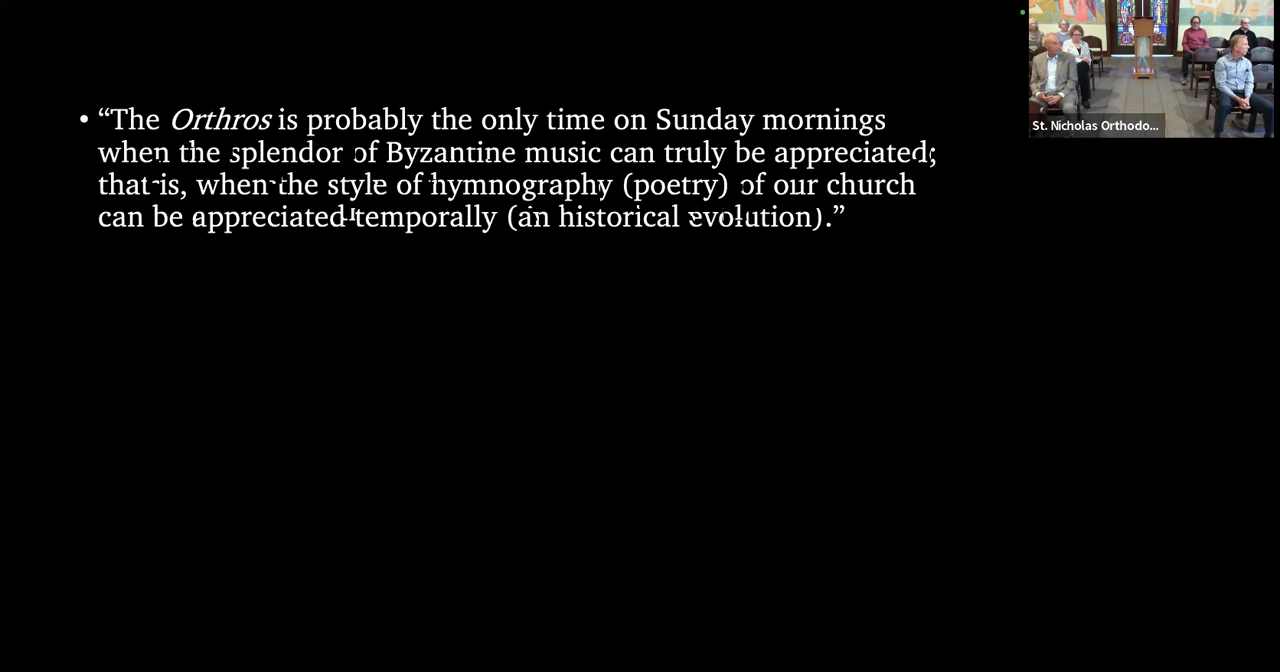 • “The Orthros is probably the only time on Sunday mornings
when the splendor of Byzantine music can truly be appreciated;
that is, when the style of hymnography (poetry) of our church
can be appreciated temporally (an historical evolution).”
St. Nicholas Orthodo...